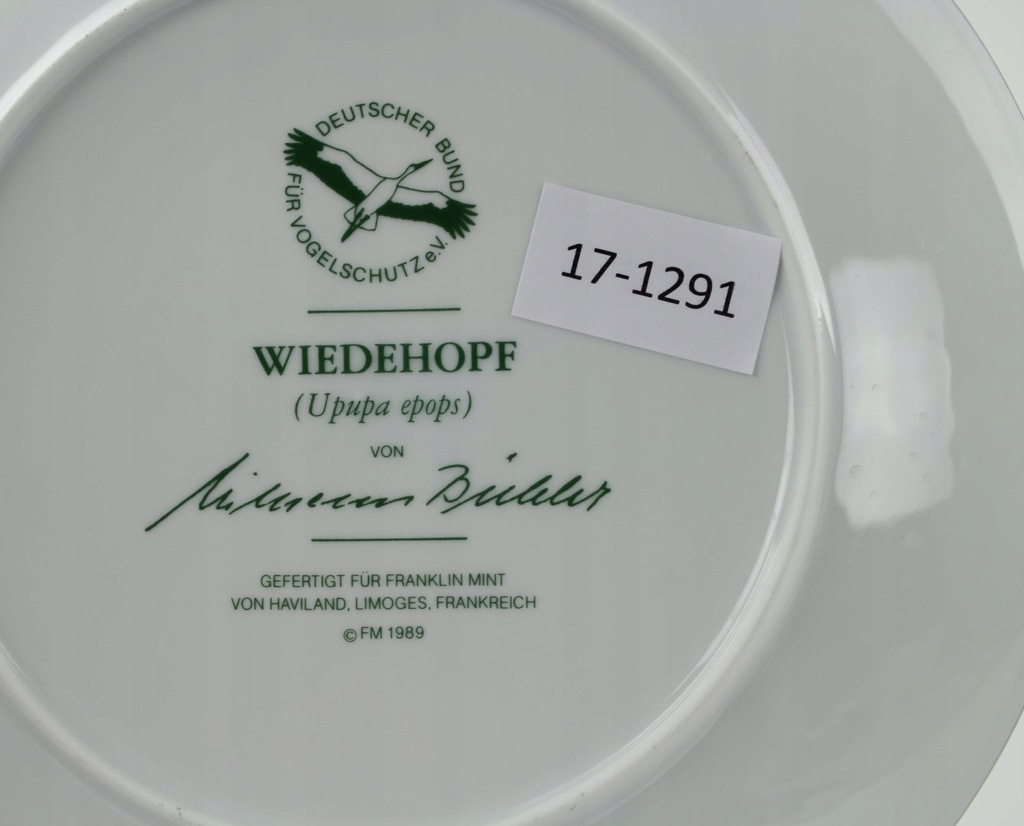 DEUTSCHER BUND
FÜR VOGELSCHUTZ e.V.
17-1291
WIEDEHOPF
(Upupa epops)
VON
GEFERTIGT FÜR FRANKLIN MINT
VON HAVILAND, LIMOGES, FRANKREICH
© FM 1989